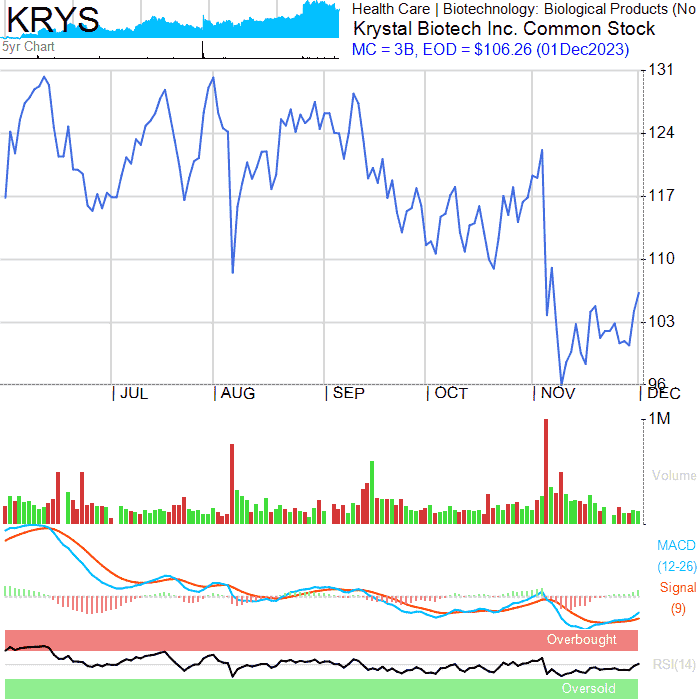 KRYS
5yr Chart
Health Care | Biotechnology: Biological Products (No
Krystal Biotech Inc. Common Stock
MC = 3B, EOD = $106.26 (01Dec2023)
131
124
117
110
103
96
JUL AUG SEP OCT NOV DEC
1M
Volume
MACD
(12-26)
Signal
(9)
Overbought
RSI(14)
Oversold